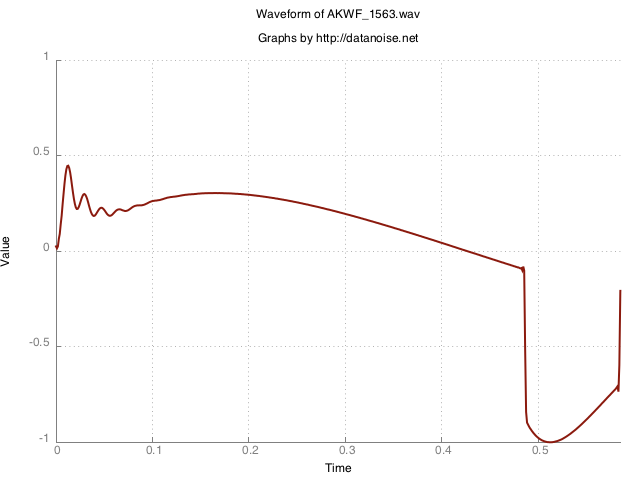 Waveform of AKWF_1563.wav
Graphs by http://datanoise.net
1
0.5
0
-0.5
-1
Value
0 0.1 0.2 0.3 0.4 0.5
Time